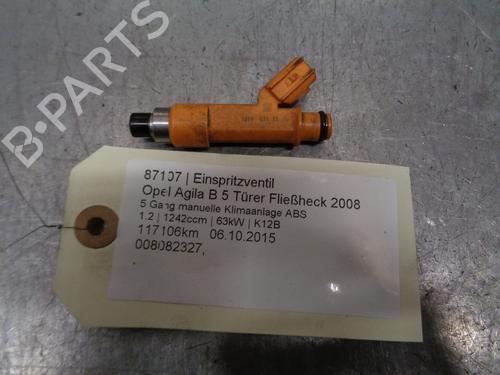 B-PARTS
87107 | Einspritzventil
Opel Agila B 5 Türer Fließheck 2008
5 Gang manuelle Klimaanlage ABS
1.2 | 1242ccm | 63kW | K12B
117106km 06.10.2015
008082327,